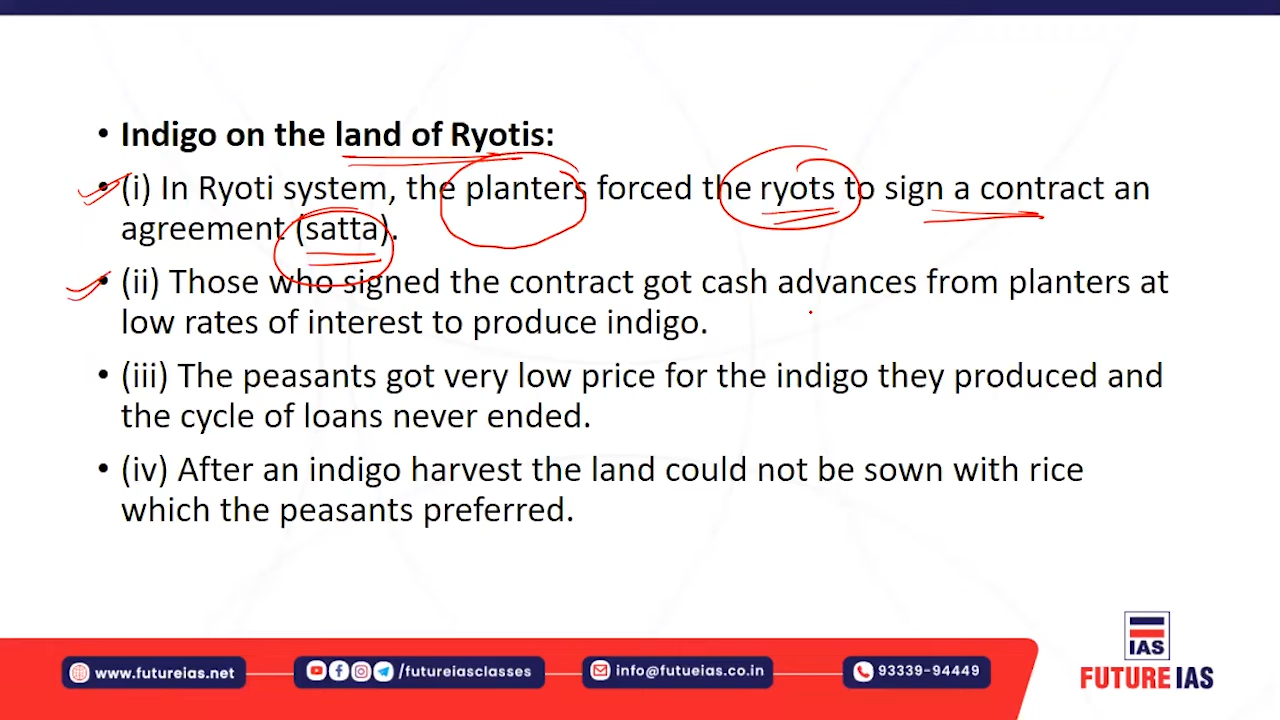 • Indigo on the land of Ryotis:
• (i) In Ryoti system, the planters forced the ryots to sign a contract an
agreement (satta).
• (ii) Those who signed the contract got cash advances from planters at
low rates of interest to produce indigo.
• (iii) The peasants got very low price for the indigo they produced and
the cycle of loans never ended.
• (iv) After an indigo harvest the land could not be sown with rice
which the peasants preferred.
www.futureias.net
/futureiasclasses
info@futueias.co.in
93339-94449
IAS
FUTURE IAS